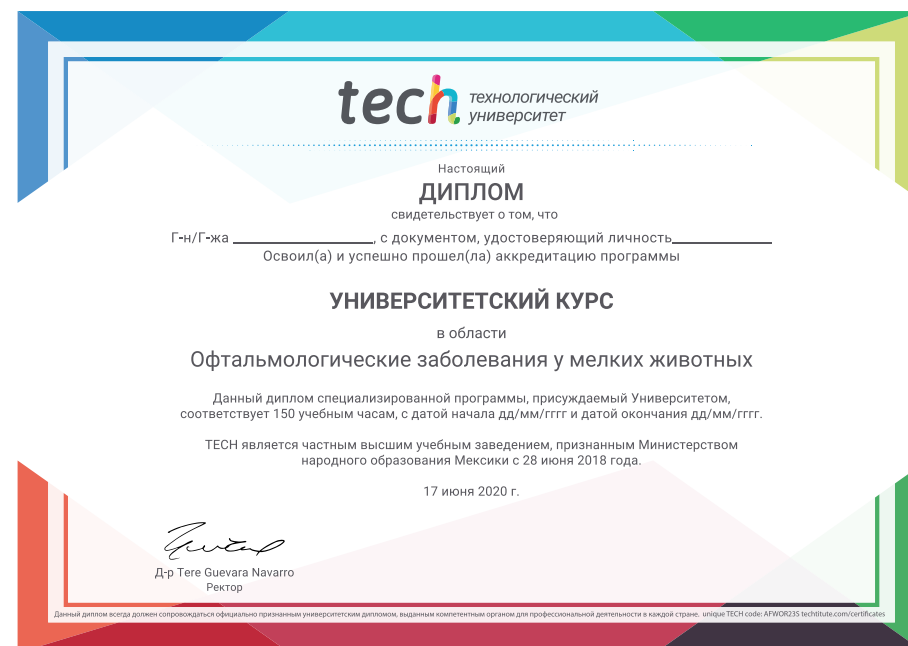 tech технологический
университет
Настоящий
ДИПЛОМ
свидетельствует о том, что
Г-н/Г-жа ____________________, с документом, удостоверяющий личность______________
Освоил(а) и успешно прошел(ла) аккредитацию программы
УНИВЕРСИТЕТСКИЙ КУРС
в области
Офтальмологические заболевания у мелких животных
Данный диплом специализированной программы, присуждаемый Университетом,
соответствует 150 учебным часам, с датой начала дд/мм/гггг и датой окончания дд/мм/гггг.
TECH является частным высшим учебным заведением, признанным Министерством
народного образования Мексики с 28 июня 2018 года.
17 июня 2020 г.
Д-р Tere Guevara Navarro
Ректор
Данный диплом всегда должен сопровождаться официально признанным университетским дипломом, выданным компетентным органом для профессиональной деятельности в каждой стране. unique TECH code: AFWOR23S techtitute.com/certificates